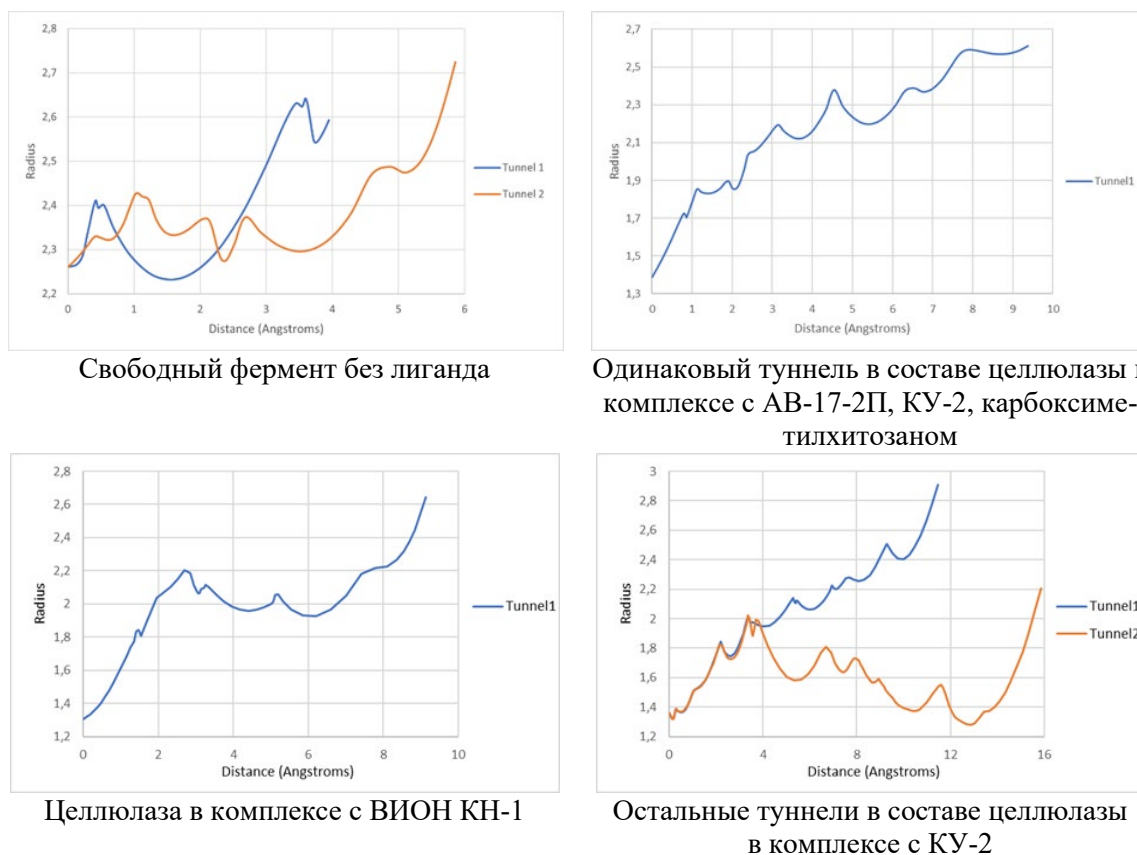 2,8
2,7
2,6
2,5
2,4
2,3
2,2
Radius
0 1 2 3 4 5 6
Distance (Angstroms)
Tunnel 1
Tunnel 2
Свободный фермент без лиганда
2,7
2,5
2,3
2,1
1,9
1,7
1,5
1,3
Radius
0 1 2 3 4 5 6 7 8 9 10
Distance (Angstroms)
Tunnel1
Одинаковый туннель в составе целлюлазы
комплексе с АВ-17-2П, КУ-2, карбоксиме-
тилхитозаном
2,8
2,6
2,4
2,2
2
1,8
1,6
1,4
1,2
Radius
0 2 4 6 8 10
Distance (Angstroms)
Tunnel1
Целлюлаза в комплексе с ВИОН КН-1
3
2,8
2,6
2,4
2,2
2
1,8
1,6
1,4
1,2
Radius
0 4 8 12 16
Distance (Angstroms)
Tunnel1
Tunnel2
Остальные туннели в составе целлюлазы
в комплексе с КУ-2